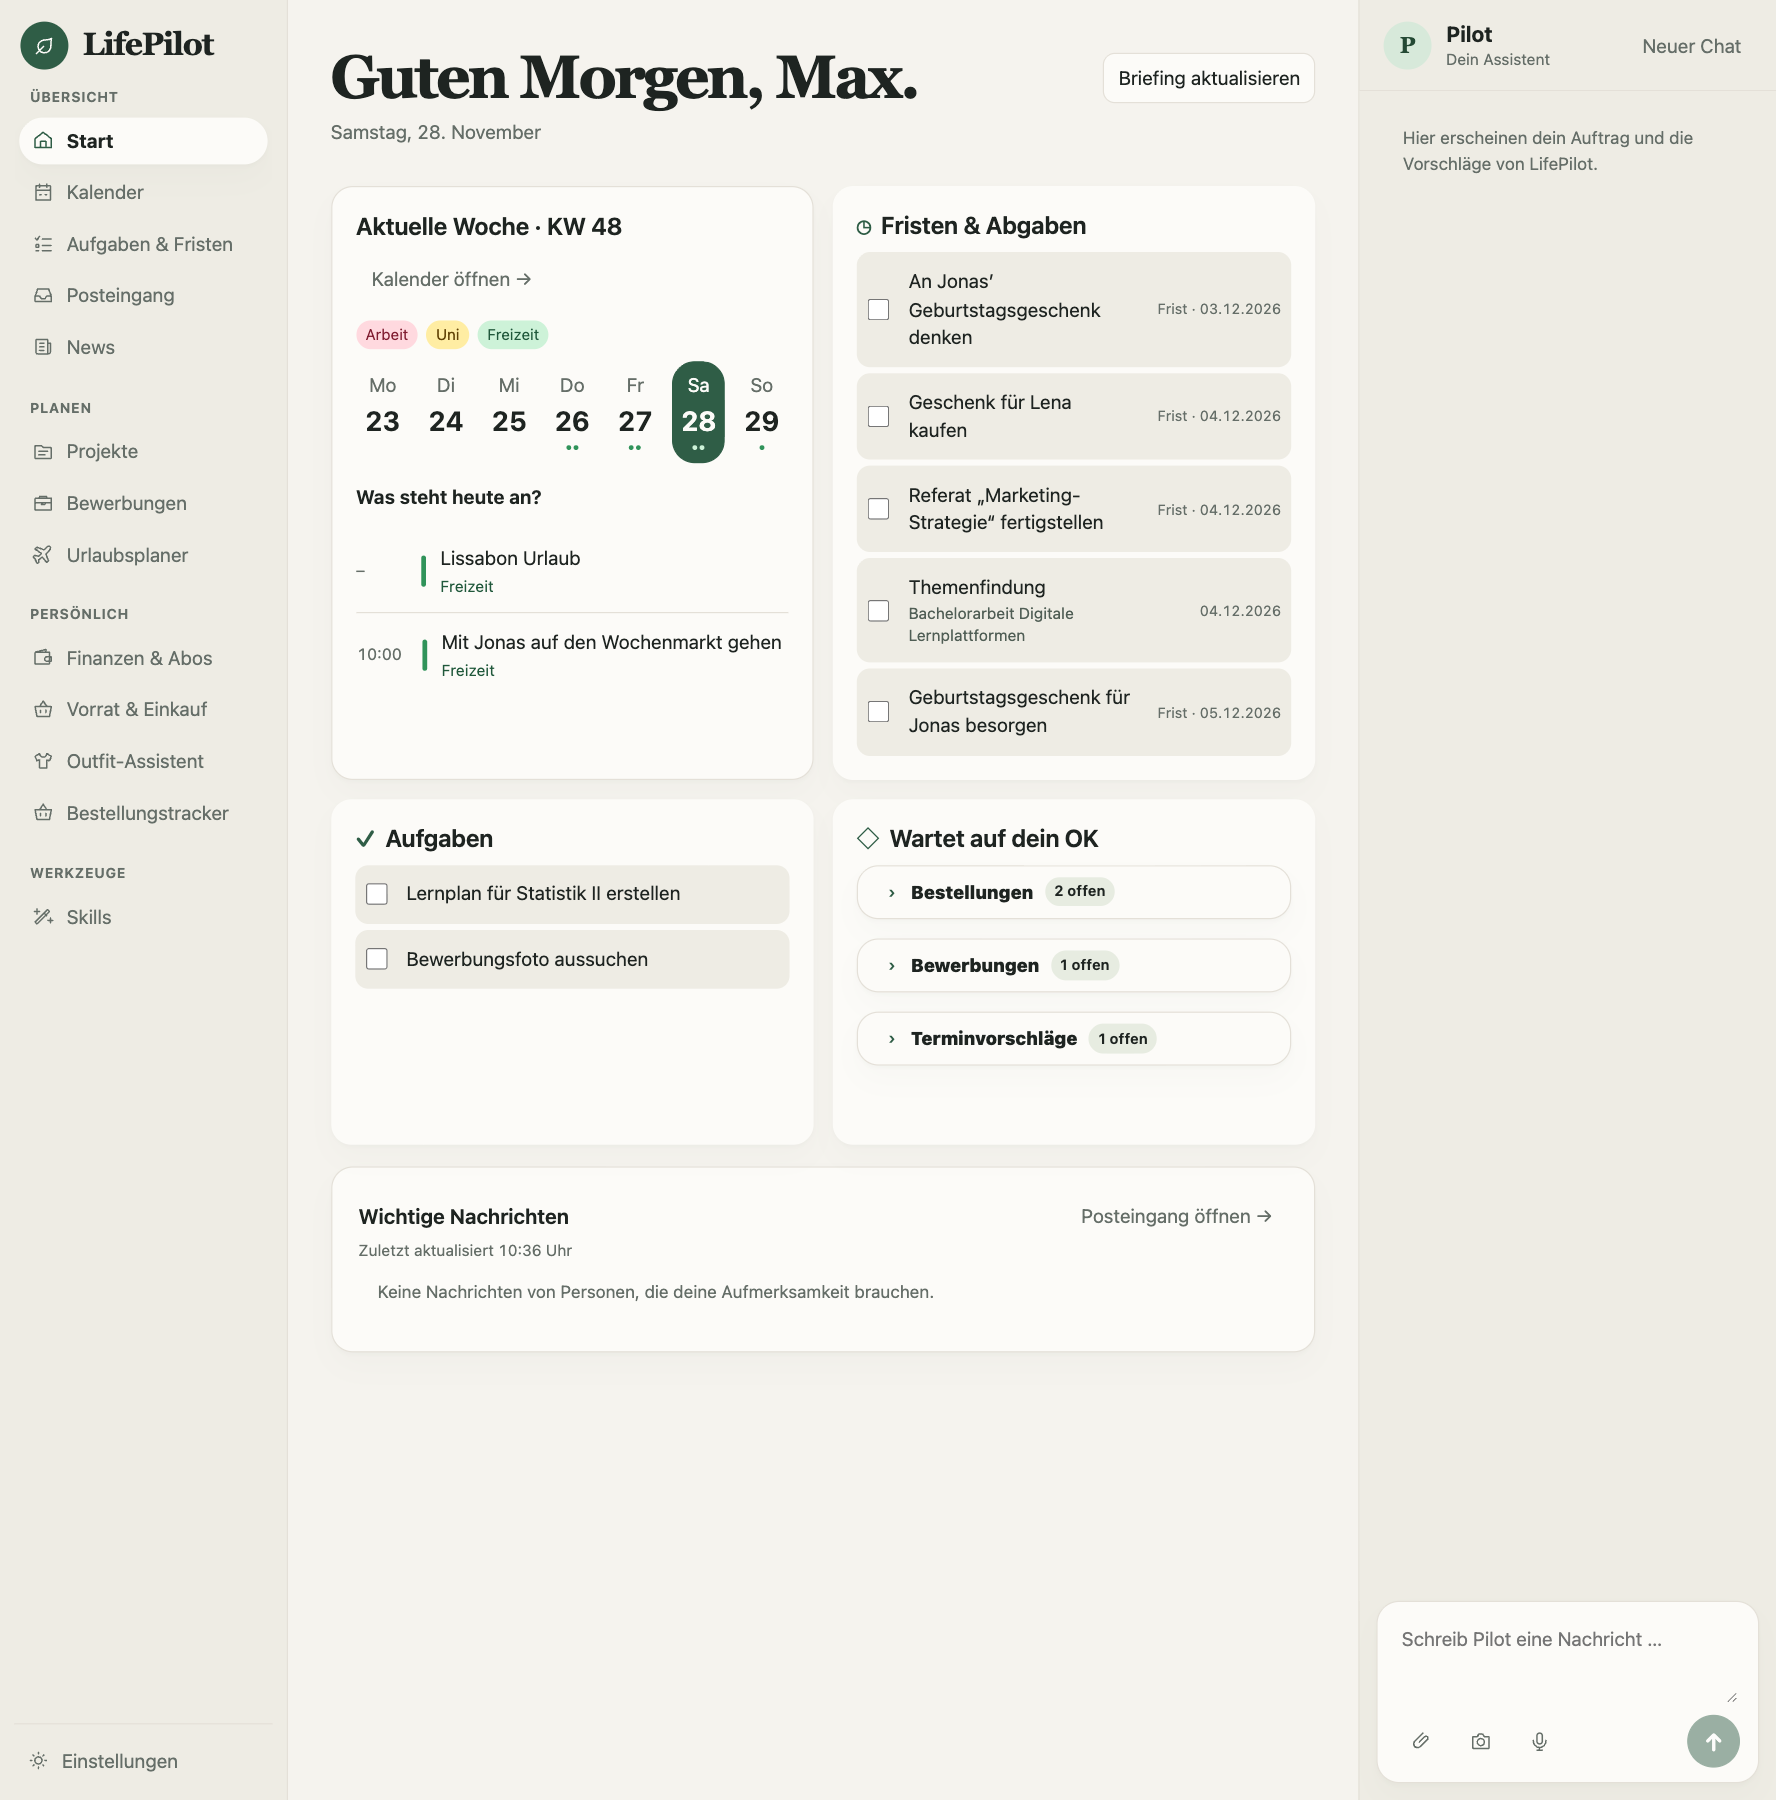 LifePilot
ÜBERSICHT
Start
Kalender
Aufgaben & Fristen
Posteingang
News
PLANEN
Projekte
Bewerbungen
Urlaubsplaner
PERSÖNLICH
Finanzen & Abos
Vorrat & Einkauf
Outfit-Assistent
Bestellungstracker
WERKZEUGE
Skills
Einstellungen
Guten Morgen, Max.
Samstag, 28. November
Briefing aktualisieren
Aktuelle Woche · KW 48
Kalender öffnen →
Arbeit Uni Freizeit
Mo Di Mi Do Fr Sa So
23 24 25 26 27 28 29
Was steht heute an?
–
Lissabon Urlaub
Freizeit
10:00
Mit Jonas auf den Wochenmarkt gehen
Freizeit
Fristen & Abgaben
An Jonas’
Geburtstagsgeschenk
denken
Frist · 03.12.2026
Geschenk für Lena
kaufen
Frist · 04.12.2026
Referat „Marketing-
Strategie“ fertigstellen
Frist · 04.12.2026
Themenfindung
Bachelorarbeit Digitale
Lernplattformen
04.12.2026
Geburtstagsgeschenk für
Jonas besorgen
Frist · 05.12.2026
Aufgaben
Lernplan für Statistik II erstellen
Bewerbungsfoto aussuchen
Wartet auf dein OK
› Bestellungen 2 offen
› Bewerbungen 1 offen
› Terminvorschläge 1 offen
Wichtige Nachrichten
Posteingang öffnen →
Zuletzt aktualisiert 10:36 Uhr
Keine Nachrichten von Personen, die deine Aufmerksamkeit brauchen.
P
Pilot
Dein Assistent
Neuer Chat
Hier erscheinen dein Auftrag und die
Vorschläge von LifePilot.
Schreib Pilot eine Nachricht …